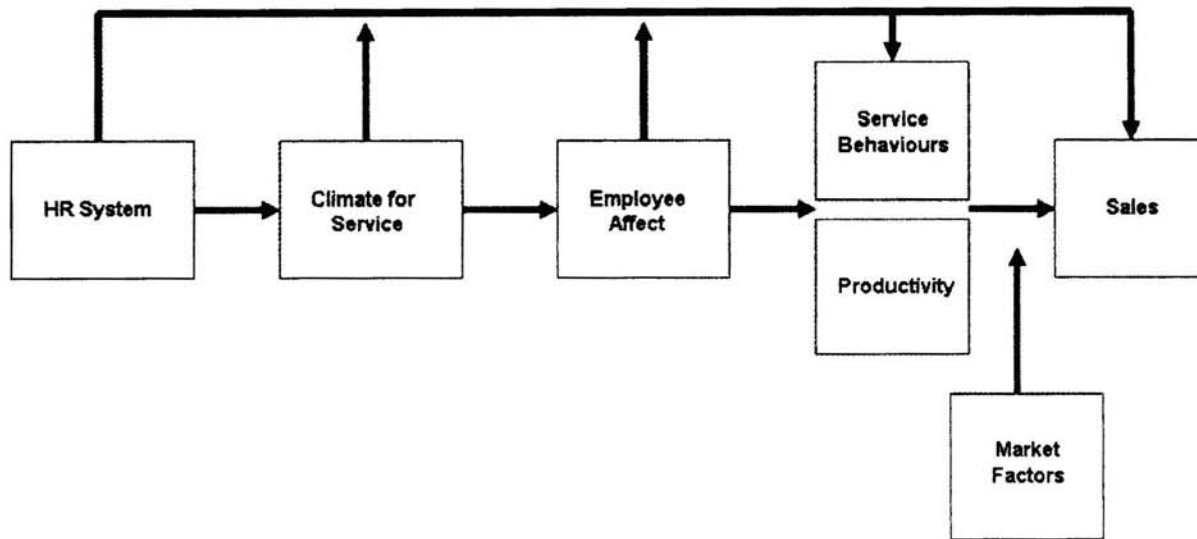 HR System
Climate for
Service
Employee
Affect
Service
Behaviours
Productivity
Sales
Market
Factors